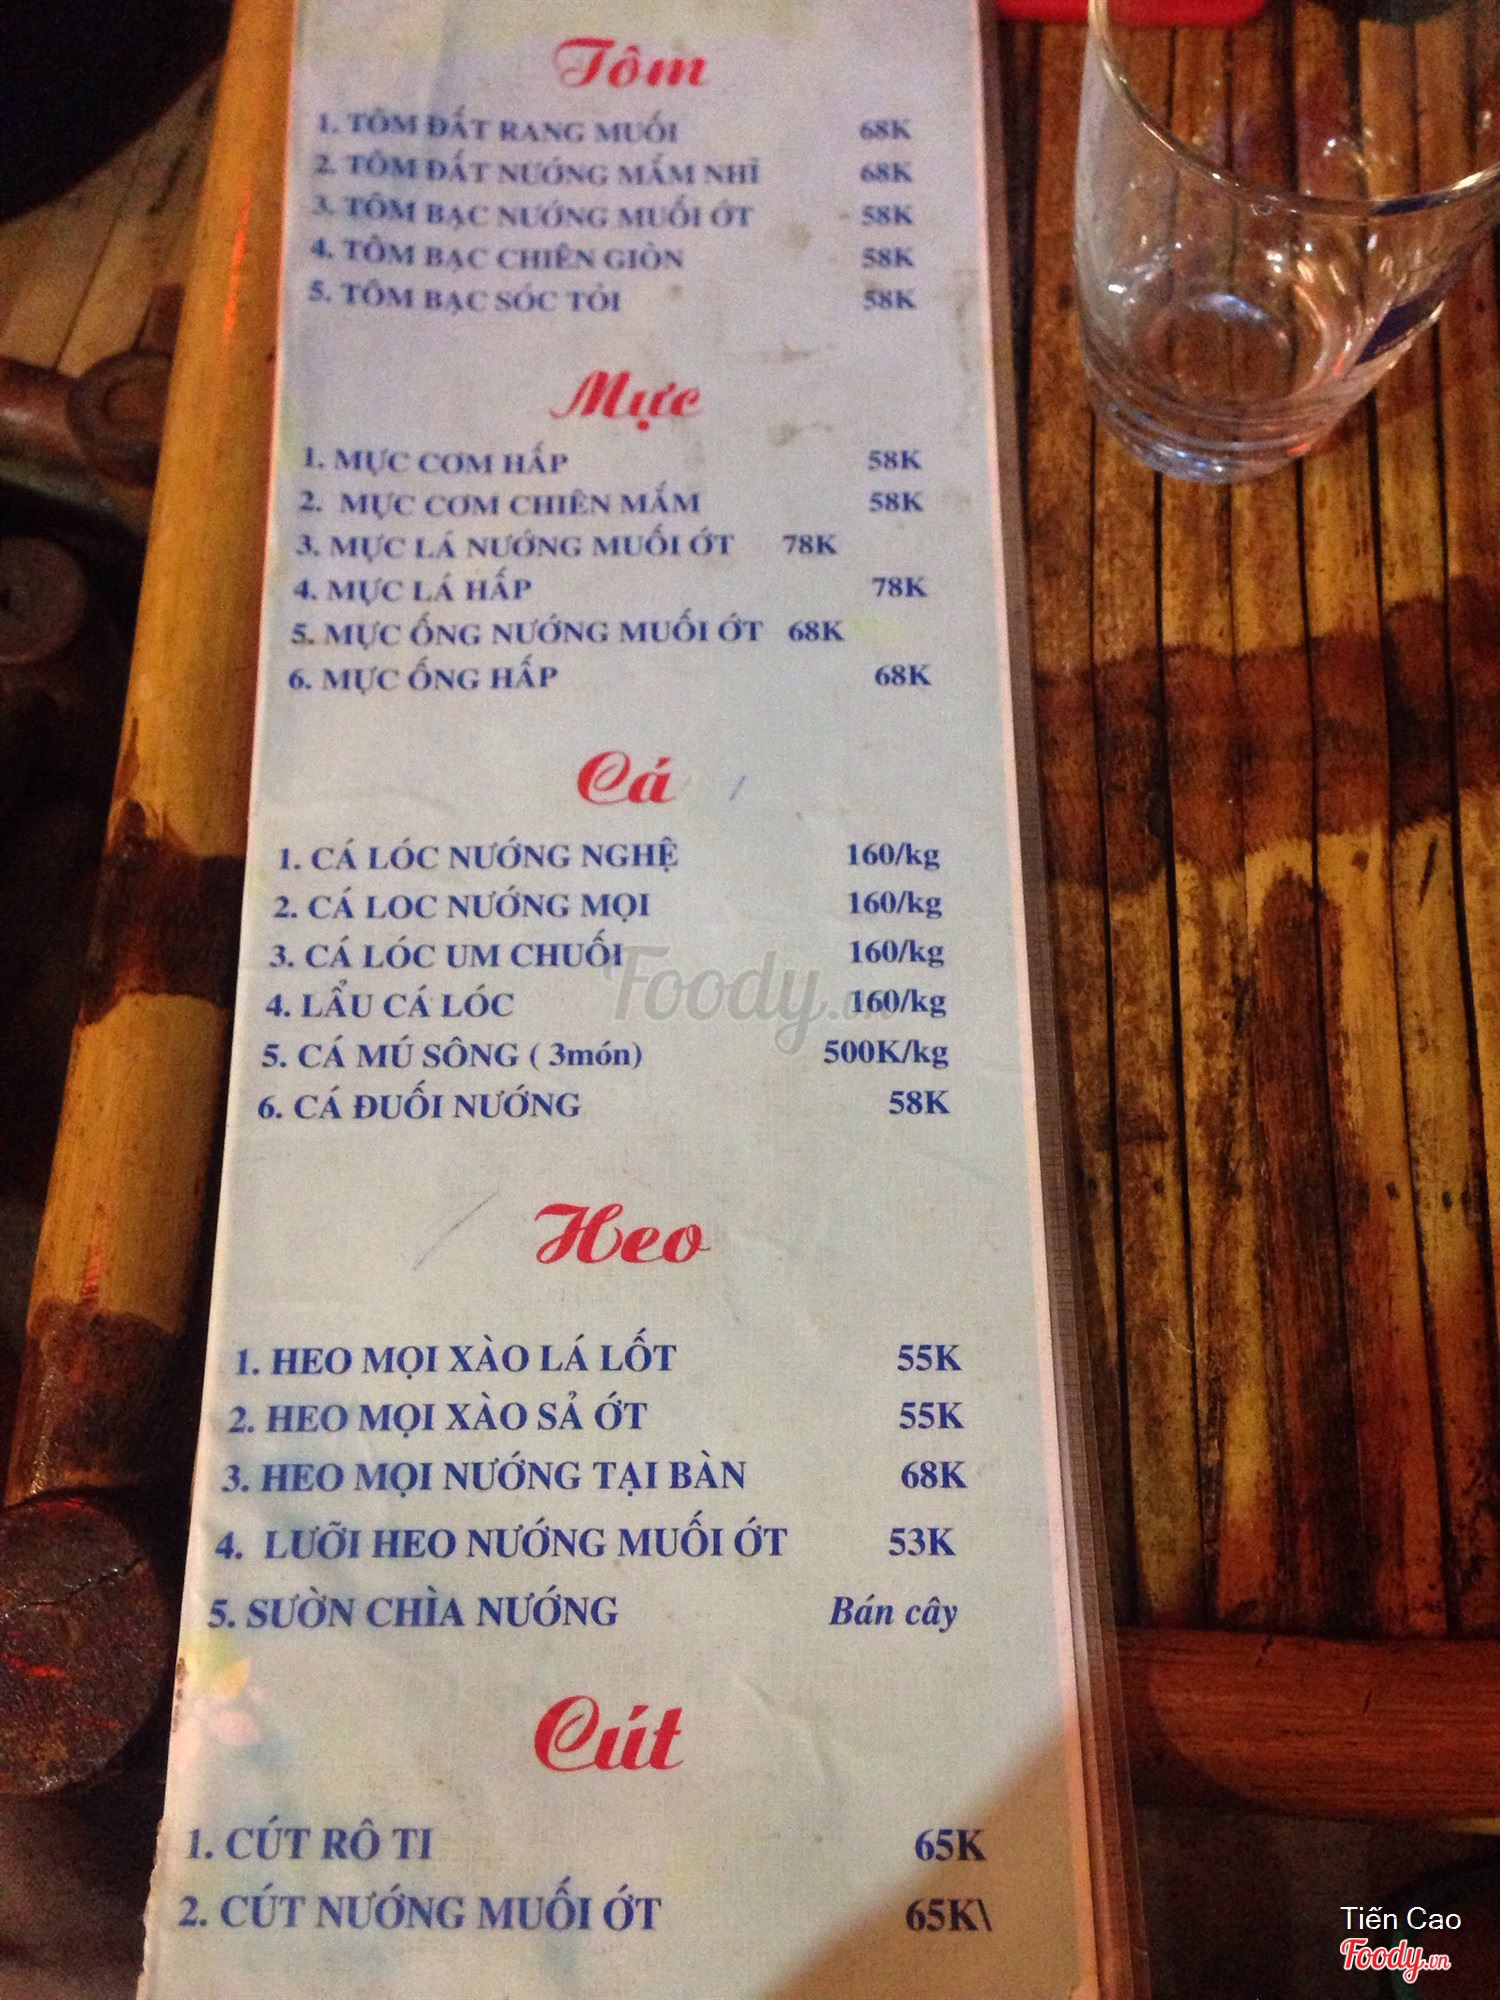 Tôm
1. TÔM ĐẤT RANG MUỐI 68K
2. TÔM ĐẤT NƯỚNG MẮM NHĨ 68K
3. TÔM BẠC NƯỚNG MUỐI ỚT 58K
4. TÔM BẠC CHIÊN GIÒN 58K
5. TÔM BẠC SÓC TỎI 58K
Mực
1. MỰC CƠM HẤP 58K
2. MỰC CƠM CHIÊN MẮM 58K
3. MỰC LÁ NƯỚNG MUỐI ỚT 78K
4. MỰC LÁ HẤP 78K
5. MỰC ỐNG NƯỚNG MUỐI ỚT 68K
6. MỰC ỐNG HẤP 68K
Cá
1. CÁ LÓC NƯỚNG NGHỆ 160/kg
2. CÁ LOC NƯỚNG MỌI 160/kg
3. CÁ LÓC UM CHUỐI 160/kg
4. LẨU CÁ LÓC 160/kg
5. CÁ MÚ SÔNG ( 3món) 500K/kg
6. CÁ ĐUỐI NƯỚNG 58K
Heo
1. HEO MỌI XÀO LÁ LỐT 55K
2. HEO MỌI XÀO SẢ ỚT 55K
3. HEO MỌI NƯỚNG TẠI BÀN 68K
4. LƯỠI HEO NƯỚNG MUỐI ỚT 53K
5. SƯỜN CHÌA NƯỚNG Bán cây
Cút
1. CÚT RÔ TI 65K
2. CÚT NƯỚNG MUỐI ỚT 65K\
Foody.vn
Tiến Cao
Foody.vn